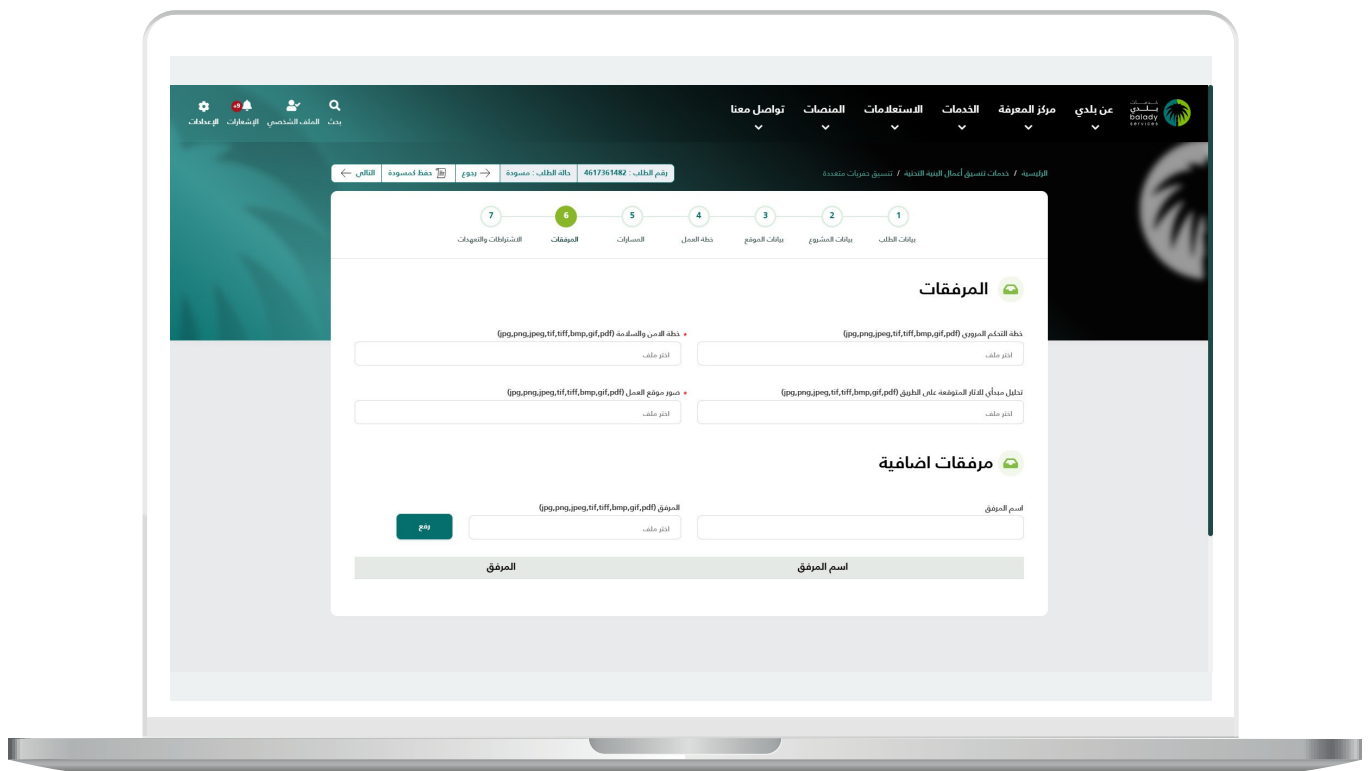 خدمات
بلدي
balady
services
عن بلدي مركز المعرفة الخدمات الاستعلامات المنصات تواصل معنا
بحث الملف الشخصي الإشعارات الإعدادات
+9
الرئيسية / خدمات تنسيق أعمال البنية التحتية / تنسيق حفريات متعددة
رقم الطلب : 4617361482 حالة الطلب : مسودة رجوع حفظ كمسودة التالي
1 2 3 4 5 6 7
بيانات الطلب بيانات المشروع بيانات الموقع خطة العمل المسارات المرفقات الاشتراطات والتعهدات
المرفقات
خطة التحكم المروري (jpg,png,jpeg,tif,tiff,bmp,gif,pdf) * خطة الامن والسلامة (jpg,png,jpeg,tif,tiff,bmp,gif,pdf)
اختر ملف اختر ملف
تحليل مبدأي للاثار المتوقعة على الطريق (jpg,png,jpeg,tif,tiff,bmp,gif,pdf) * صور موقع العمل (jpg,png,jpeg,tif,tiff,bmp,gif,pdf)
اختر ملف اختر ملف
مرفقات اضافية
اسم المرفق المرفق (jpg,png,jpeg,tif,tiff,bmp,gif,pdf)
اختر ملف رفع
اسم المرفق المرفق